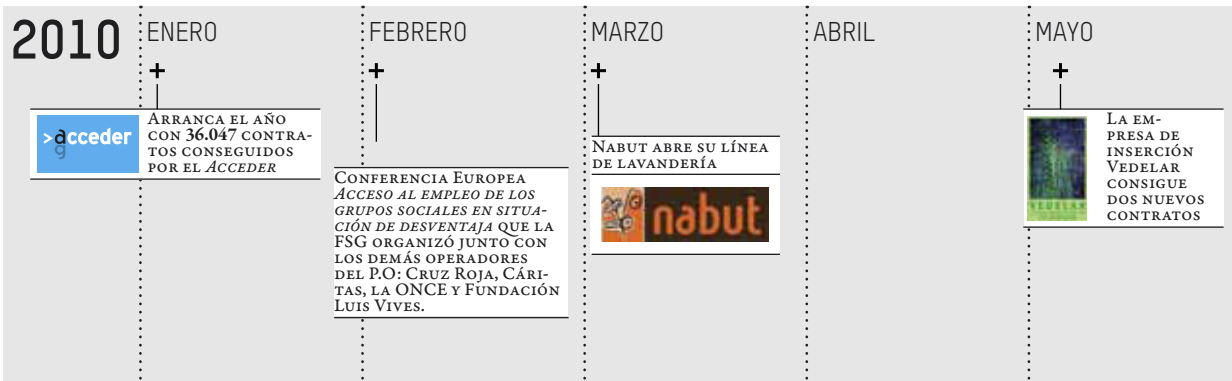 2010
ENERO
FEBRERO
MARZO
ABRIL
MAYO
>acceder
Arranca el año
con 36.047 contra-
tos conseguidos
por el Acceder
Conferencia Europea
Acceso al empleo de los
grupos sociales en situa-
ción de desventaja que la
FSG organizó junto con
los demás operadores
del P.O: Cruz Roja, Cári-
tas, la ONCE y Fundación
Luis Vives.
Nabut abre su línea
de lavandería
nabut
VEDELAR
La em-
presa de
inserción
Vedelar
consigue
dos nuevos
contratos